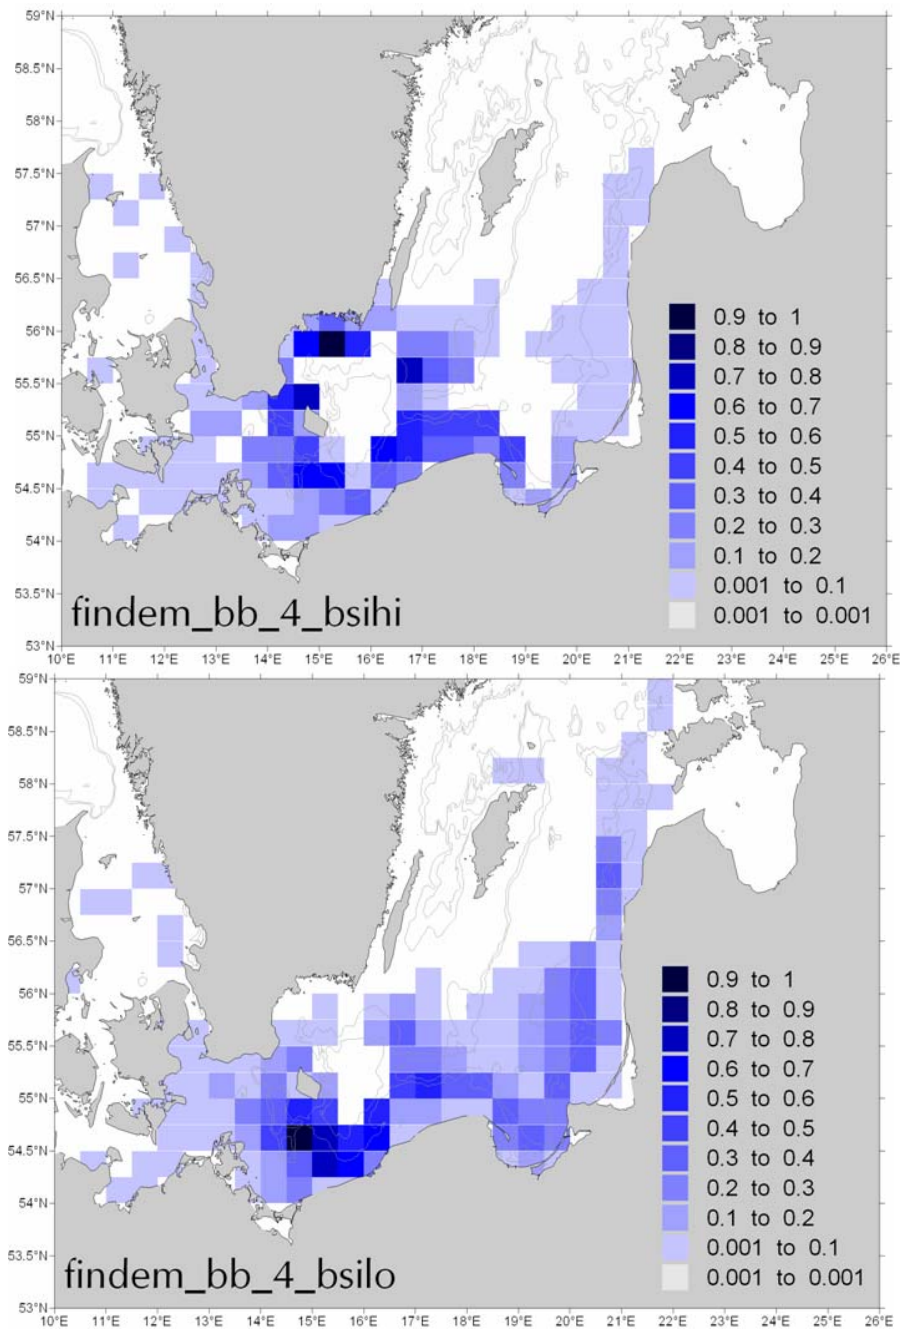 59°N
58.5°N
58°N
57.5°N
57°N
56.5°N
56°N
55.5°N
55°N
54.5°N
54°N
53.5°N
53°N
0.9 to 1
0.8 to 0.9
0.7 to 0.8
0.6 to 0.7
0.5 to 0.6
0.4 to 0.5
0.3 to 0.4
0.2 to 0.3
0.1 to 0.2
0.001 to 0.1
0.001 to 0.001
findem_bb_4_bsihi
10°E 11°E 12°E 13°E 14°E 15°E 16°E 17°E 18°E 19°E 20°E 21°E 22°E 23°E 24°E 25°E 26°E
59°N
58.5°N
58°N
57.5°N
57°N
56.5°N
56°N
55.5°N
55°N
54.5°N
54°N
53.5°N
53°N
0.9 to 1
0.8 to 0.9
0.7 to 0.8
0.6 to 0.7
0.5 to 0.6
0.4 to 0.5
0.3 to 0.4
0.2 to 0.3
0.1 to 0.2
0.001 to 0.1
0.001 to 0.001
findem_bb_4_bsilo
10°E 11°E 12°E 13°E 14°E 15°E 16°E 17°E 18°E 19°E 20°E 21°E 22°E 23°E 24°E 25°E 26°E